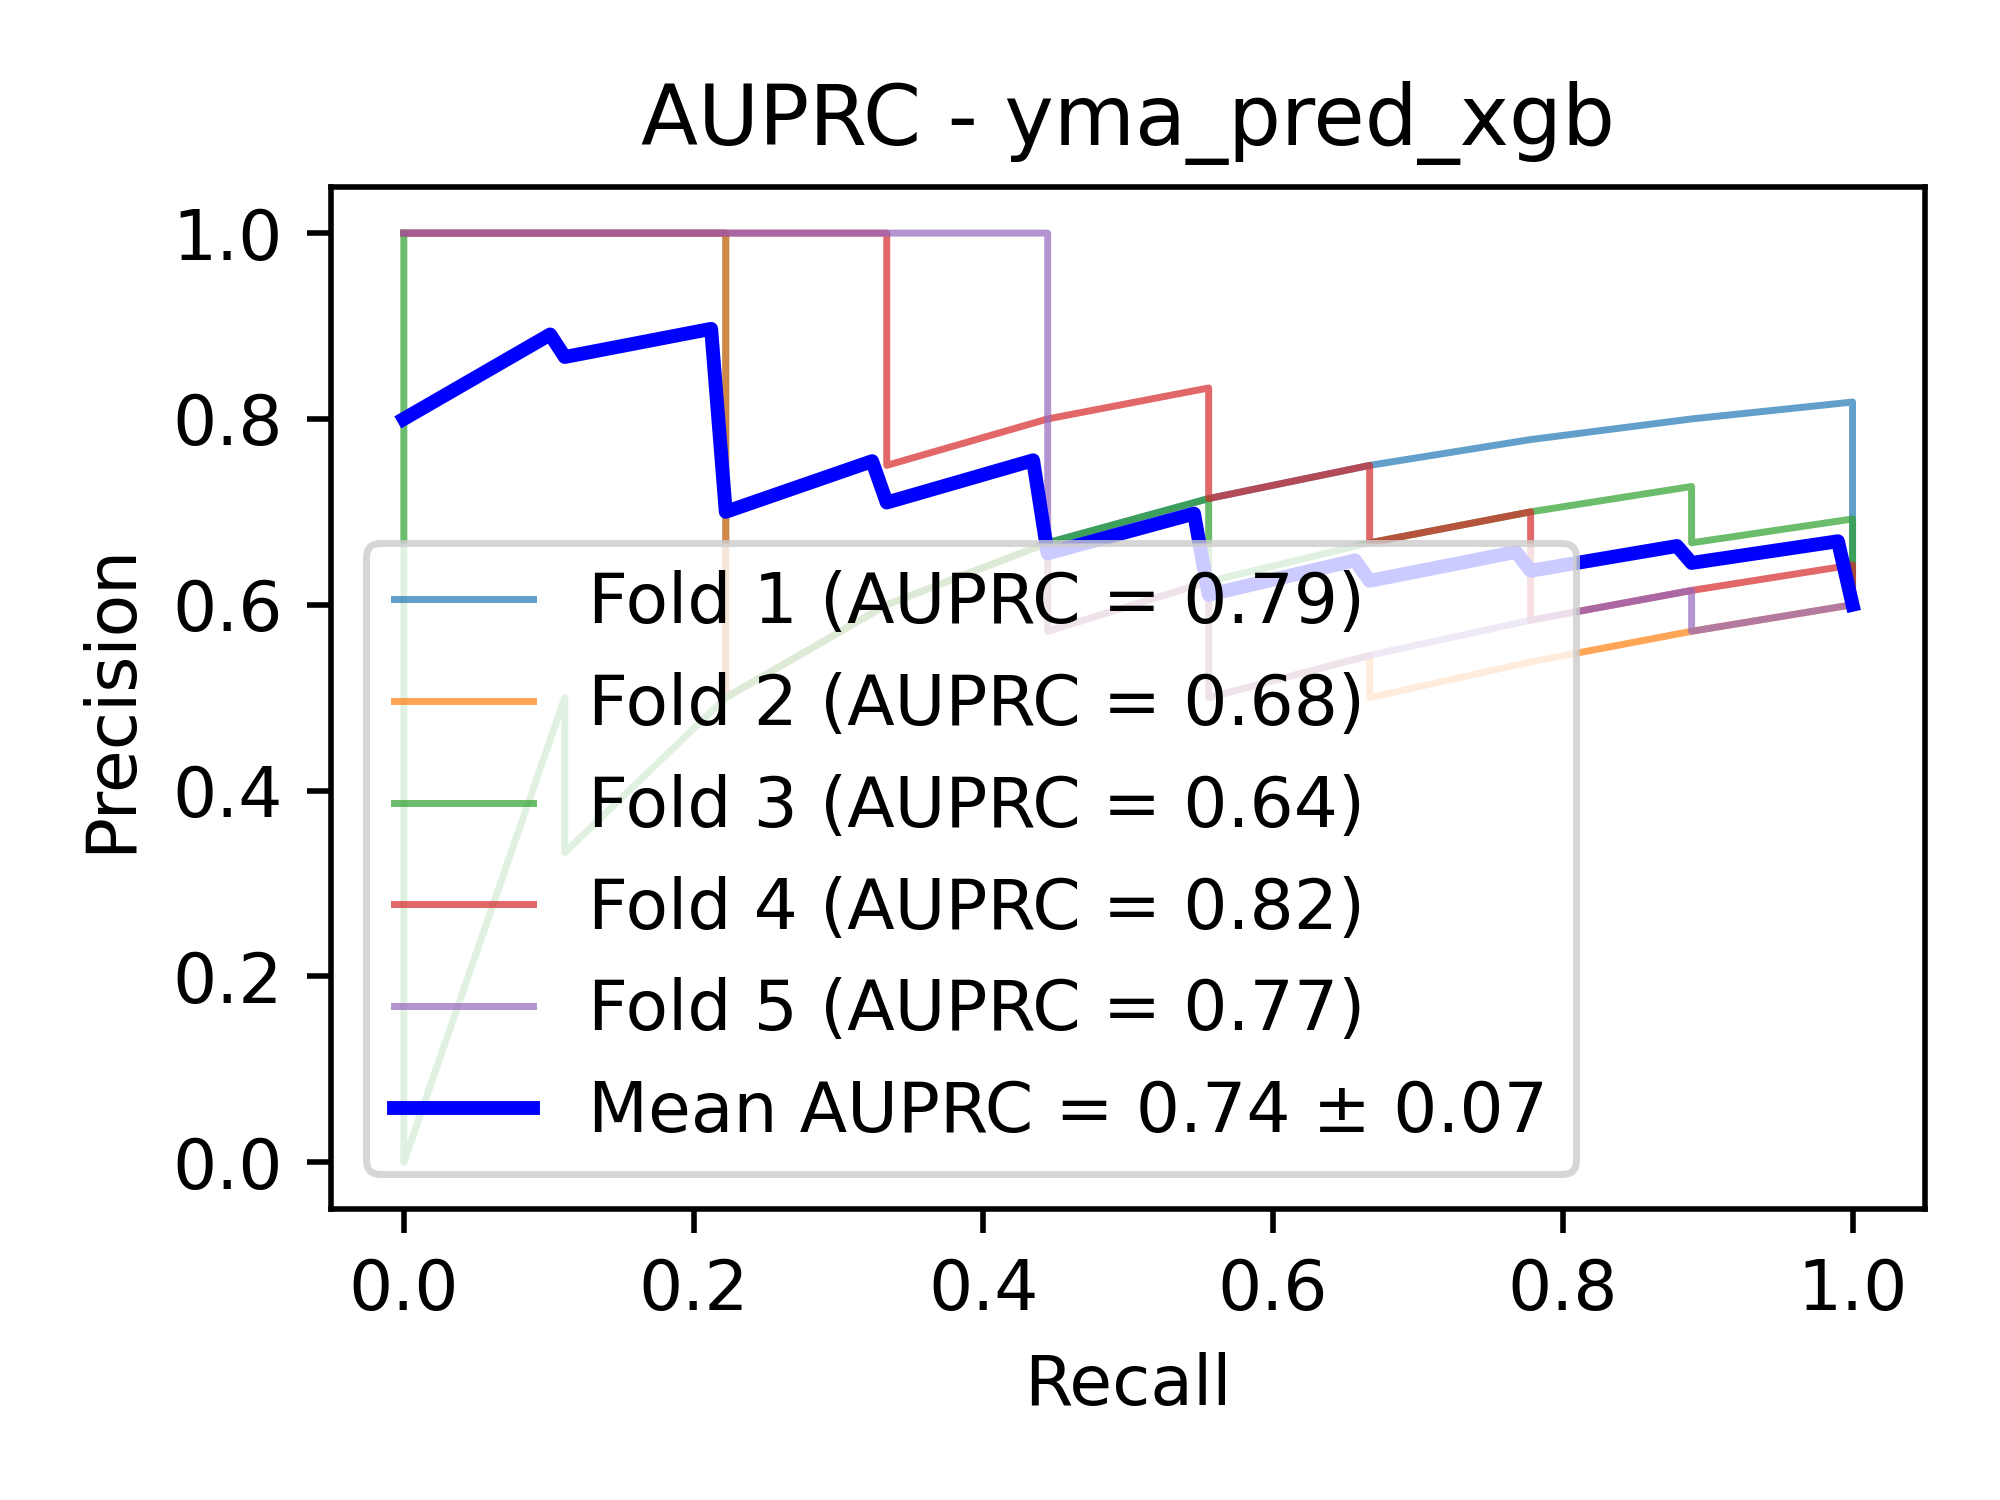 AUPRC - yma_pred_xgb
1.0
0.8
0.6
0.4
0.2
0.0
Precision
Fold 1 (AUPRC = 0.79)
Fold 2 (AUPRC = 0.68)
Fold 3 (AUPRC = 0.64)
Fold 4 (AUPRC = 0.82)
Fold 5 (AUPRC = 0.77)
Mean AUPRC = 0.74 ± 0.07
0.0 0.2 0.4 0.6 0.8 1.0
Recall